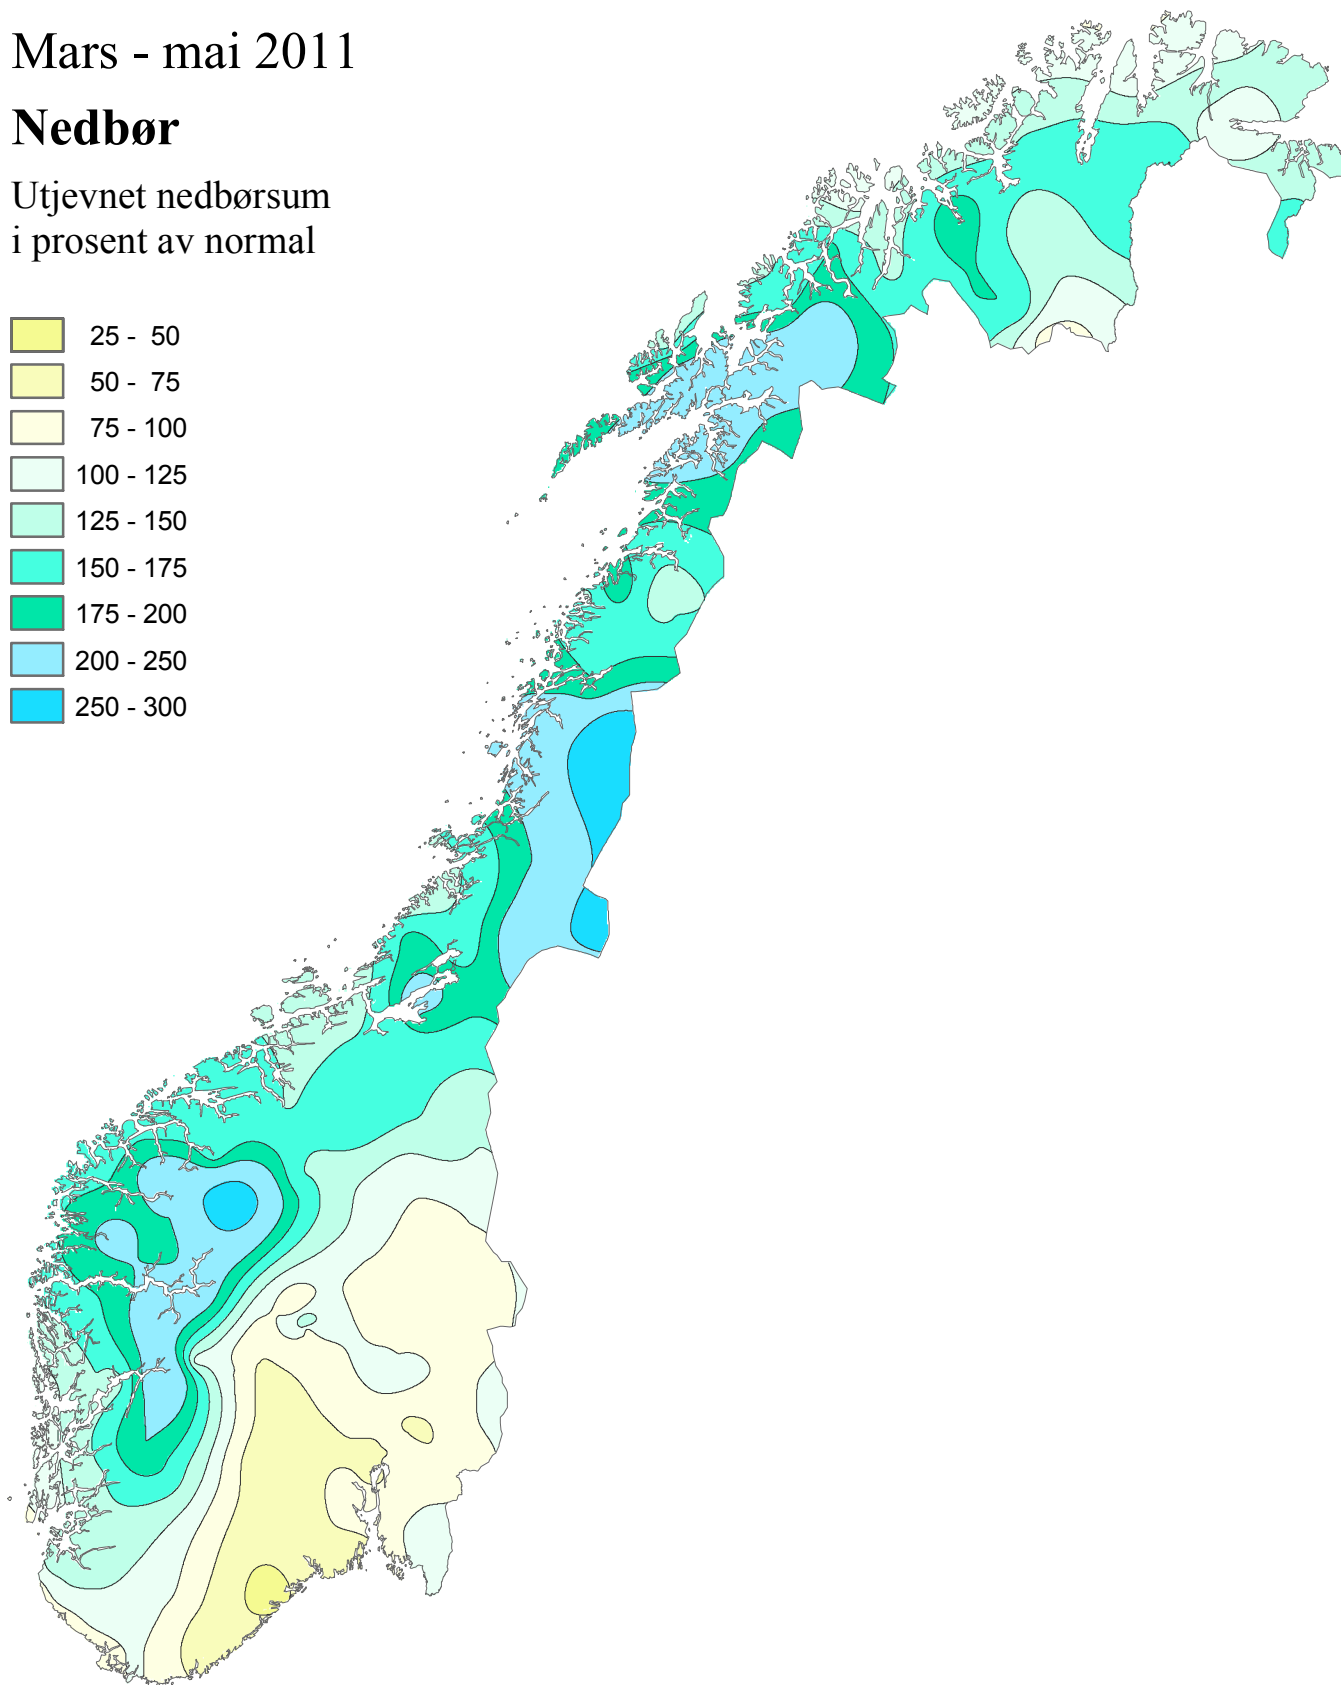 Mars - mai 2011
Nedbør
Utjevnet nedbørsum
i prosent av normal
25 - 50
50 - 75
75 - 100
100 - 125
125 - 150
150 - 175
175 - 200
200 - 250
250 - 300